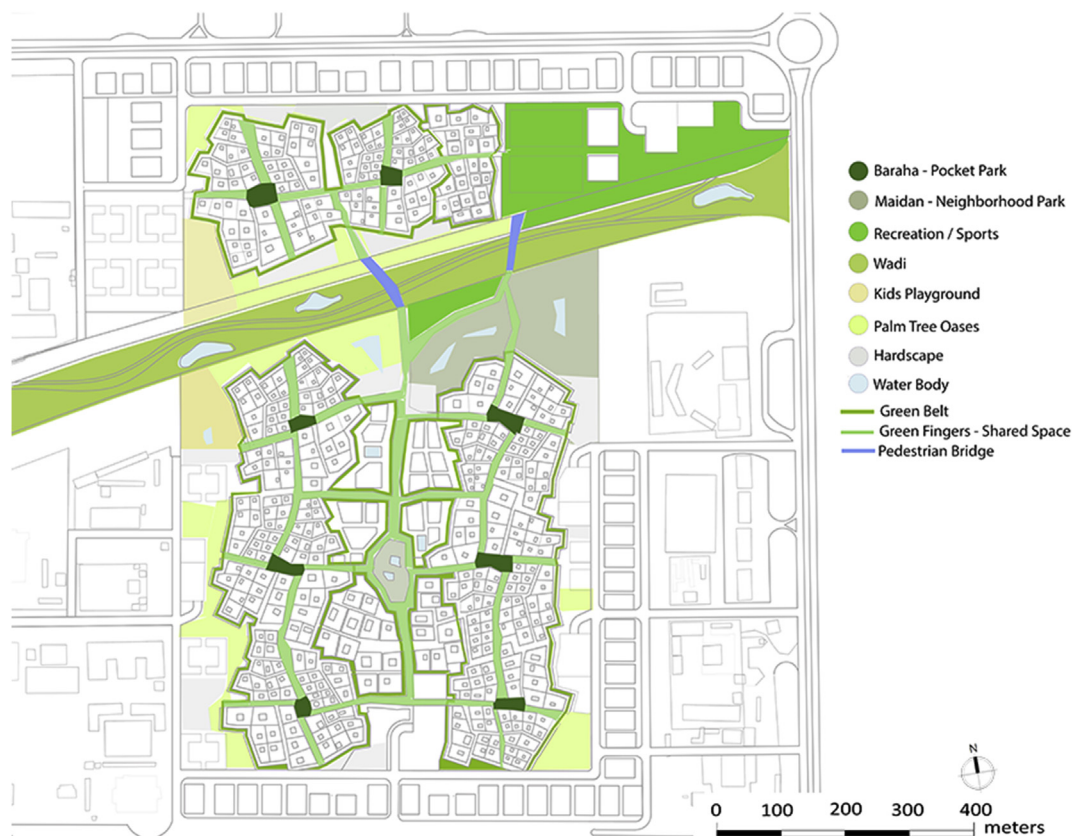 Baraha - Pocket Park
Maidan - Neighborhood Park
Recreation / Sports
Wadi
Kids Playground
Palm Tree Oases
Hardscape
Water Body
Green Belt
Green Fingers - Shared Space
Pedestrian Bridge
N
0 100 200 300 400
meters